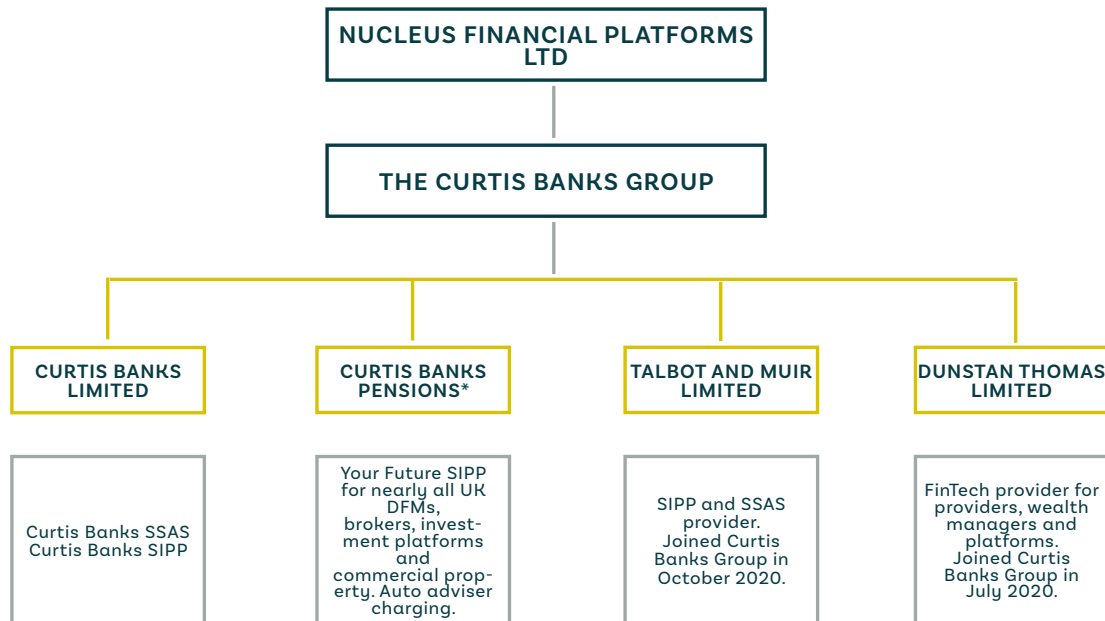 NUCLEUS FINANCIAL PLATFORMS
LTD
THE CURTIS BANKS GROUP
CURTIS BANKS
LIMITED
CURTIS BANKS
PENSIONS*
TALBOT AND MUIR
LIMITED
DUNSTAN THOMAS
LIMITED
Curtis Banks SSAS
Curtis Banks SIPP
Your Future SIPP
for nearly all UK
DFMs,
brokers, invest-
ment platforms
and
commercial prop-
erty. Auto adviser
charging.
SIPP and SSAS
provider.
Joined Curtis
Banks Group in
October 2020.
FinTech provider for
providers, wealth
managers and
platforms.
Joined Curtis
Banks Group in
July 2020.